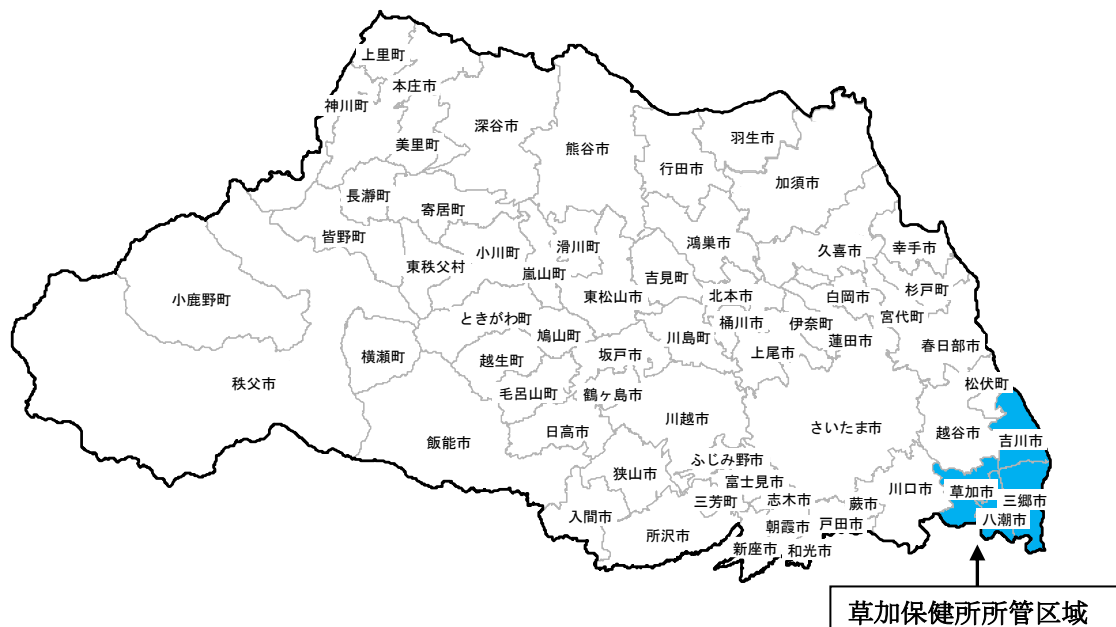 上里町
本庄市
神川町
美里町
深谷市
熊谷市
行田市
羽生市
加須市
長瀞町
寄居町
皆野町
東秩父村
小川町
滑川町
嵐山町
東松山市
吉見町
鴻巣市
久喜市
幸手市
小鹿野町
北本市
白岡市
杉戸町
宮代町
ときがわ町
鳩山町
川島町
桶川市
伊奈町
蓮田市
横瀬町
越生町
坂戸市
上尾市
春日部市
秩父市
毛呂山町
鶴ヶ島市
松伏町
飯能市
日高市
川越市
さいたま市
越谷市
吉川市
狭山市
ふじみ野市
富士見市
三芳町
志木市
川口市
蕨市
草加市
三郷市
入間市
所沢市
朝霞市
戸田市
八潮市
新座市
和光市
草加保健所所管区域